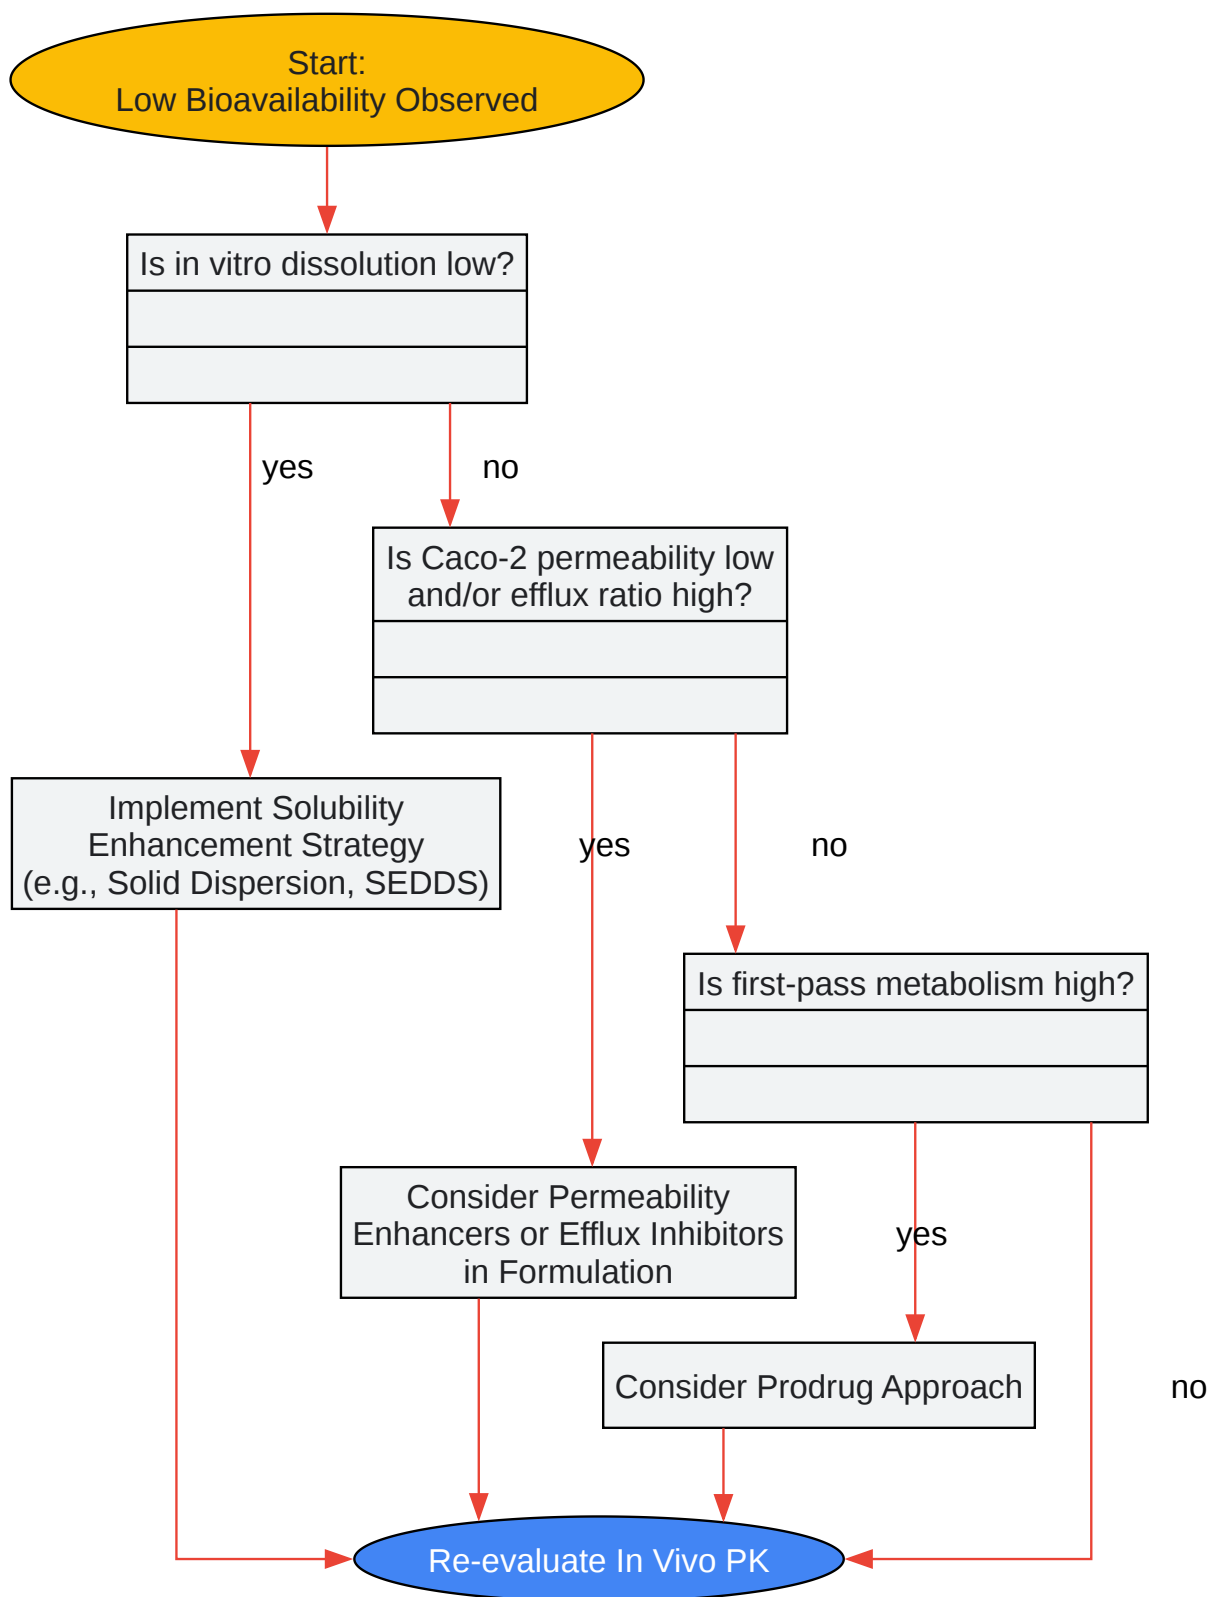 Start:
Low Bioavailability Observed
Is in vitro dissolution low?
yes
no
Is Caco-2 permeability low
and/or efflux ratio high?
Implement Solubility
Enhancement Strategy
(e.g., Solid Dispersion, SEDDS)
yes
no
Is first-pass metabolism high?
Consider Permeability
Enhancers or Efflux Inhibitors
in Formulation
yes
Consider Prodrug Approach
no
Re-evaluate In Vivo PK